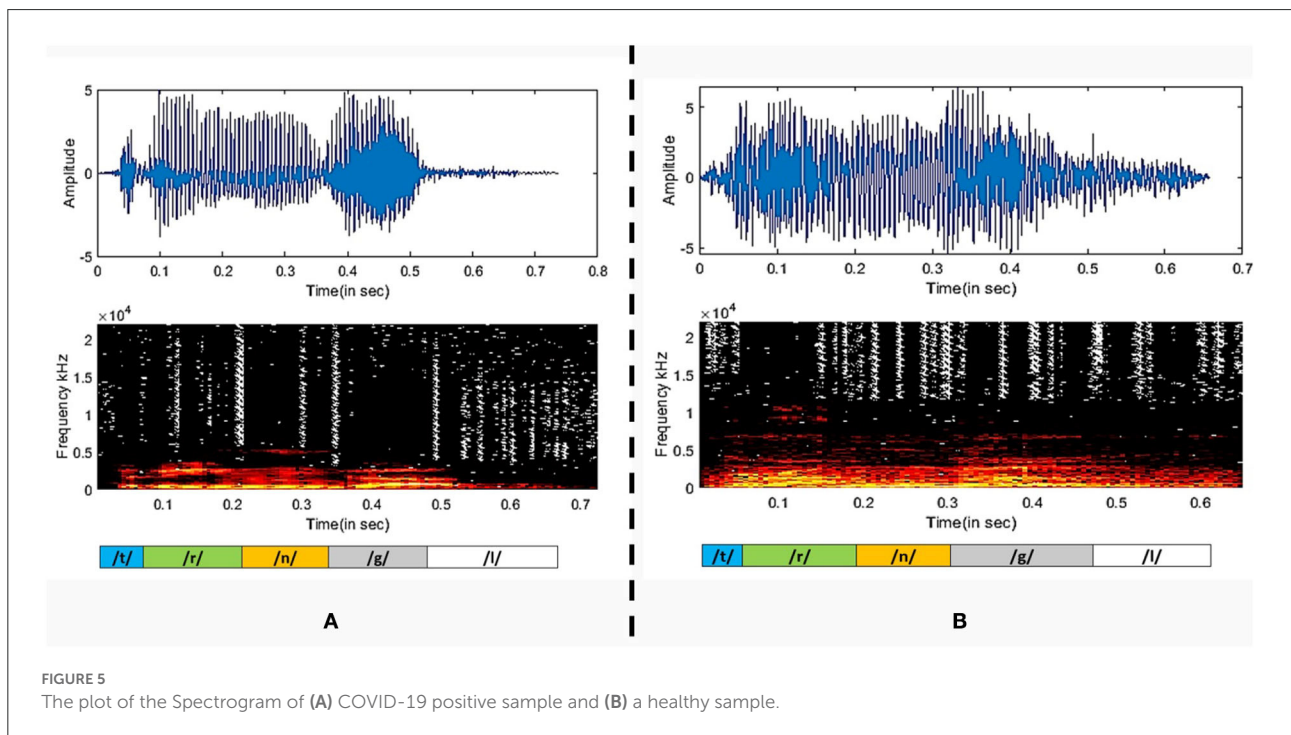 5
0
-5
Amplitude
0 0.1 0.2 0.3 0.4 0.5 0.6 0.7 0.8
Time(in sec)
×10⁴
2
1.5
1
0.5
0
Frequency kHz
0.1 0.2 0.3 0.4 0.5 0.6 0.7
Time(in sec)
/t/ /r/ /n/ /g/ /l/
A
5
0
-5
Amplitude
0 0.1 0.2 0.3 0.4 0.5 0.6 0.7
Time(in sec)
×10⁴
2
1.5
1
0.5
0
Frequency kHz
0.1 0.2 0.3 0.4 0.5 0.6
Time(in sec)
/t/ /r/ /n/ /g/ /l/
B
FIGURE 5
The plot of the Spectrogram of (A) COVID-19 positive sample and (B) a healthy sample.